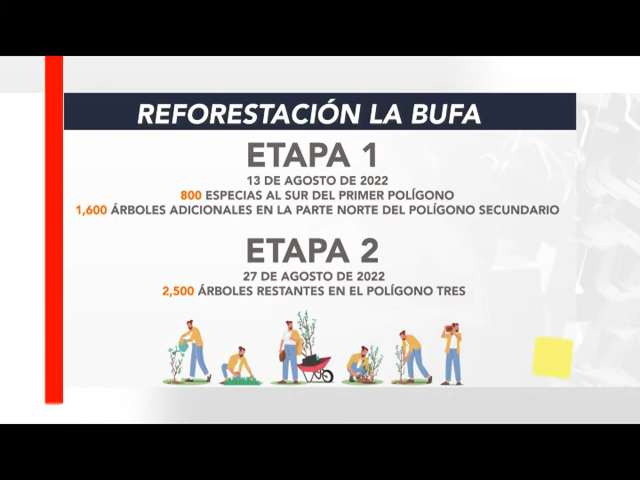 REFORESTACIÓN LA BUFA
ETAPA 1
13 DE AGOSTO DE 2022
800 ESPECIAS AL SUR DEL PRIMER POLÍGONO
1,600 ÁRBOLES ADICIONALES EN LA PARTE NORTE DEL POLÍGONO SECUNDARIO
ETAPA 2
27 DE AGOSTO DE 2022
2,500 ÁRBOLES RESTANTES EN EL POLÍGONO TRES